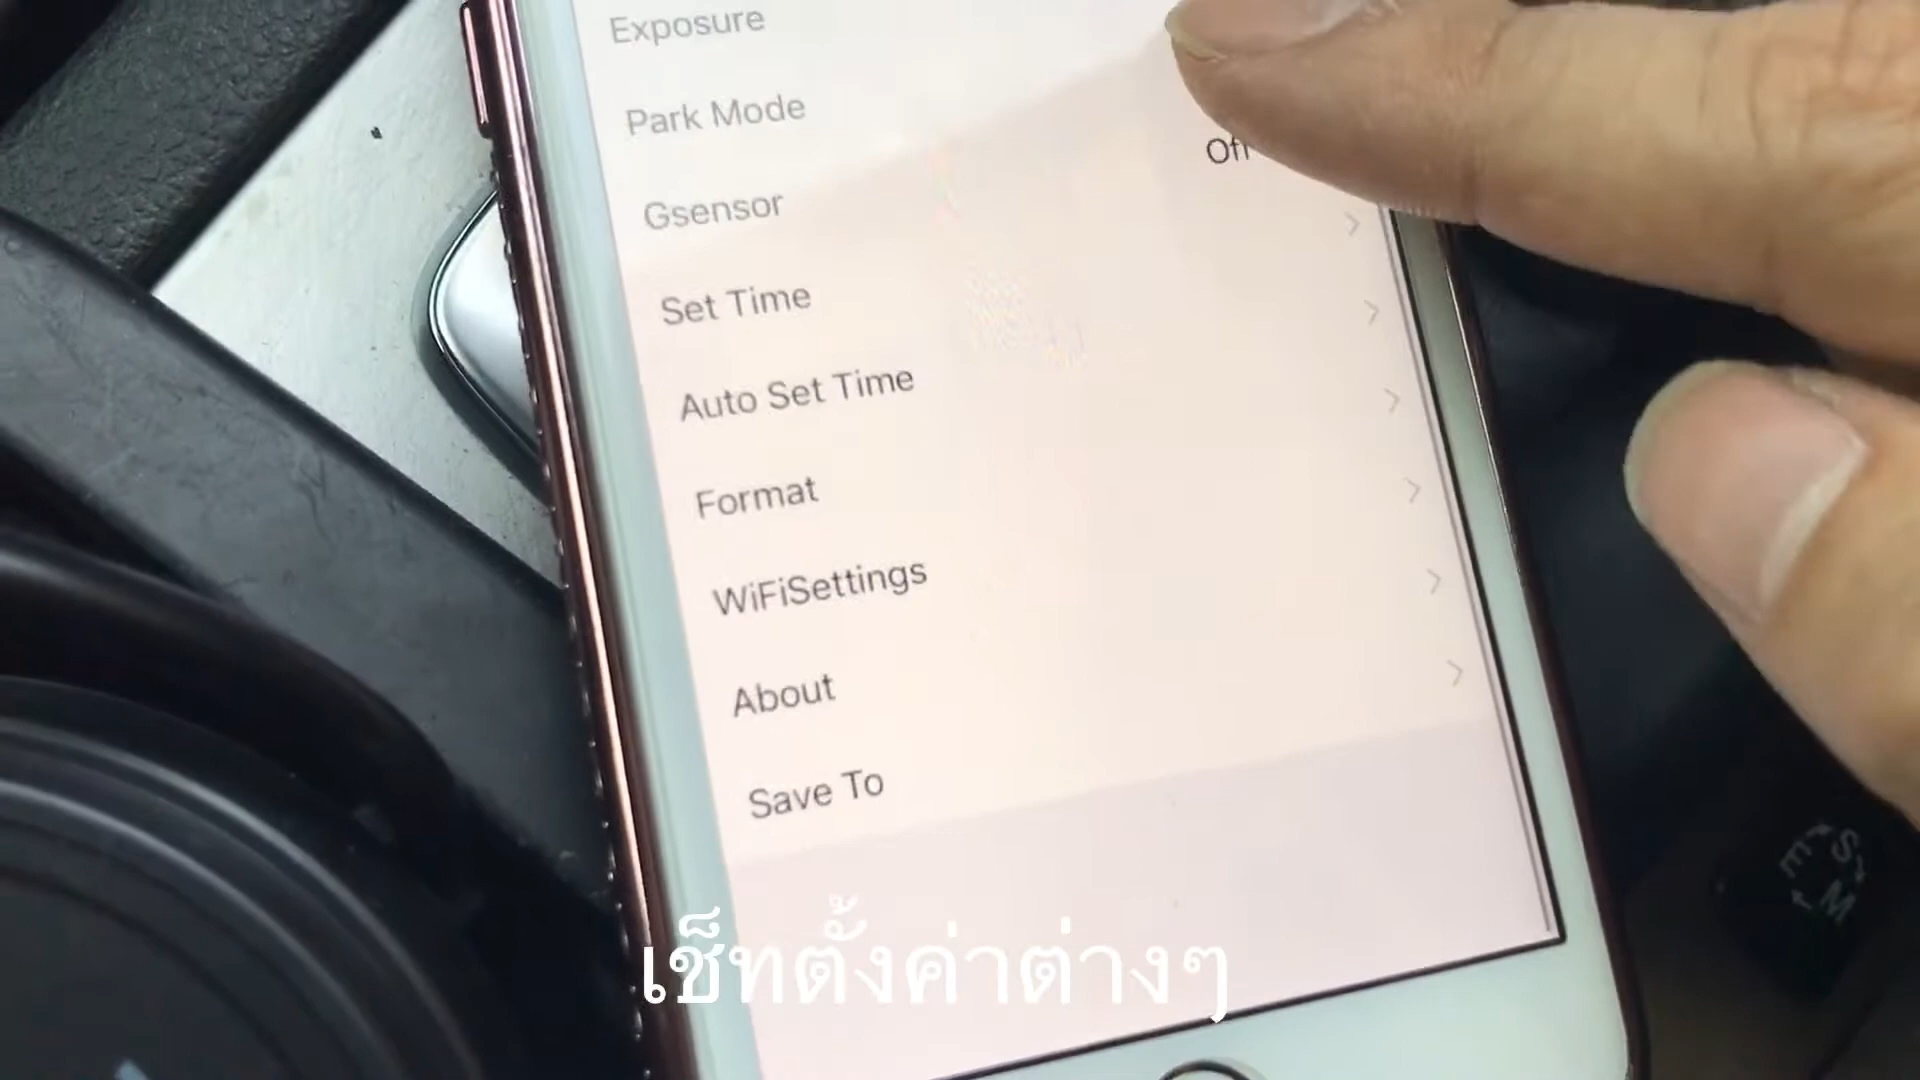 Exposure
Park Mode
Gsensor
Off
Set Time
Auto Set Time
Format
WiFiSettings
About
Save To
เช็ทตั้งค่าต่างๆ
E S M